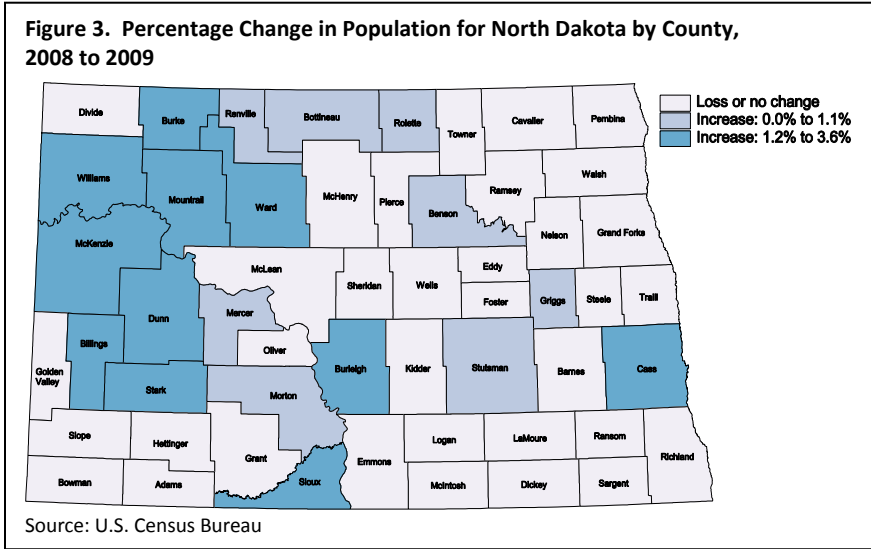 Figure 3.  Percentage Change in Population for North Dakota by County,
2008 to 2009
Loss or no change
Increase: 0.0% to 1.1%
Increase: 1.2% to 3.6%
Divide
Burke
Renville
Bottineau
Rolette
Towner
Cavalier
Pembina
Williams
Mountrail
Ward
McHenry
Pierce
Benson
Ramsey
Walsh
McKenzie
Nelson
Grand Forks
McLean
Sheridan
Wells
Eddy
Foster
Griggs
Steele
Traill
Dunn
Mercer
Oliver
Billings
Golden
Valley
Stark
Morton
Burleigh
Kidder
Stutsman
Barnes
Cass
Slope
Hettinger
Grant
Emmons
Logan
LaMoure
Ransom
Richland
Bowman
Adams
Sioux
McIntosh
Dickey
Sargent
Source: U.S. Census Bureau